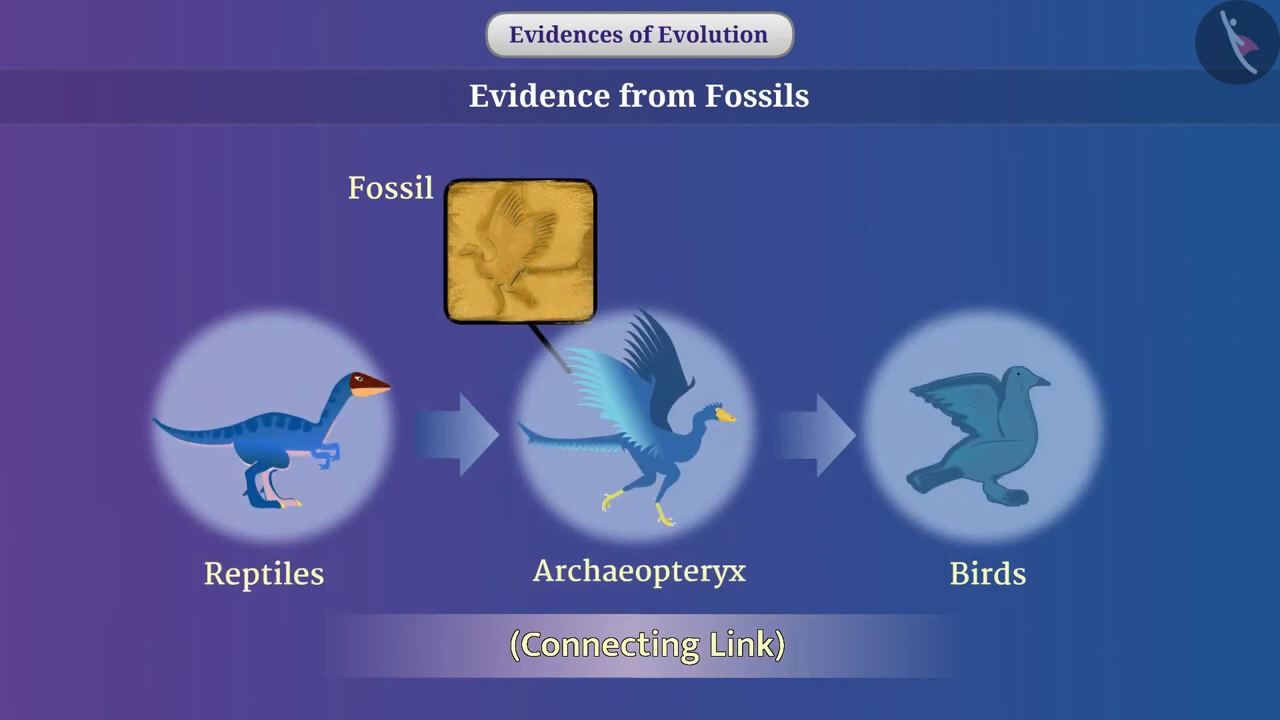 Evidences of Evolution
Evidence from Fossils
Fossil
Reptiles
Archaeopteryx
Birds
(Connecting Link)